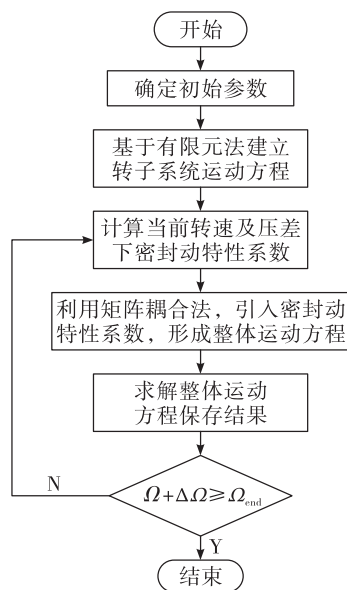 开始
确定初始参数
基于有限元法建立
转子系统运动方程
计算当前转速及压差
下密封动特性系数
利用矩阵耦合法，引入密封动
特性系数，形成整体运动方程
求解整体运动
方程保存结果
N
Ω+ΔΩ≥Ωend
Y
结束